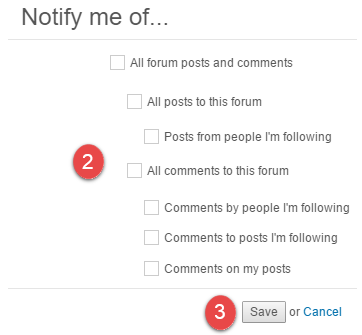 Notify me of...
All forum posts and comments
All posts to this forum
Posts from people I'm following
2
All comments to this forum
Comments by people I'm following
Comments to posts I'm following
Comments on my posts
3 Save or Cancel